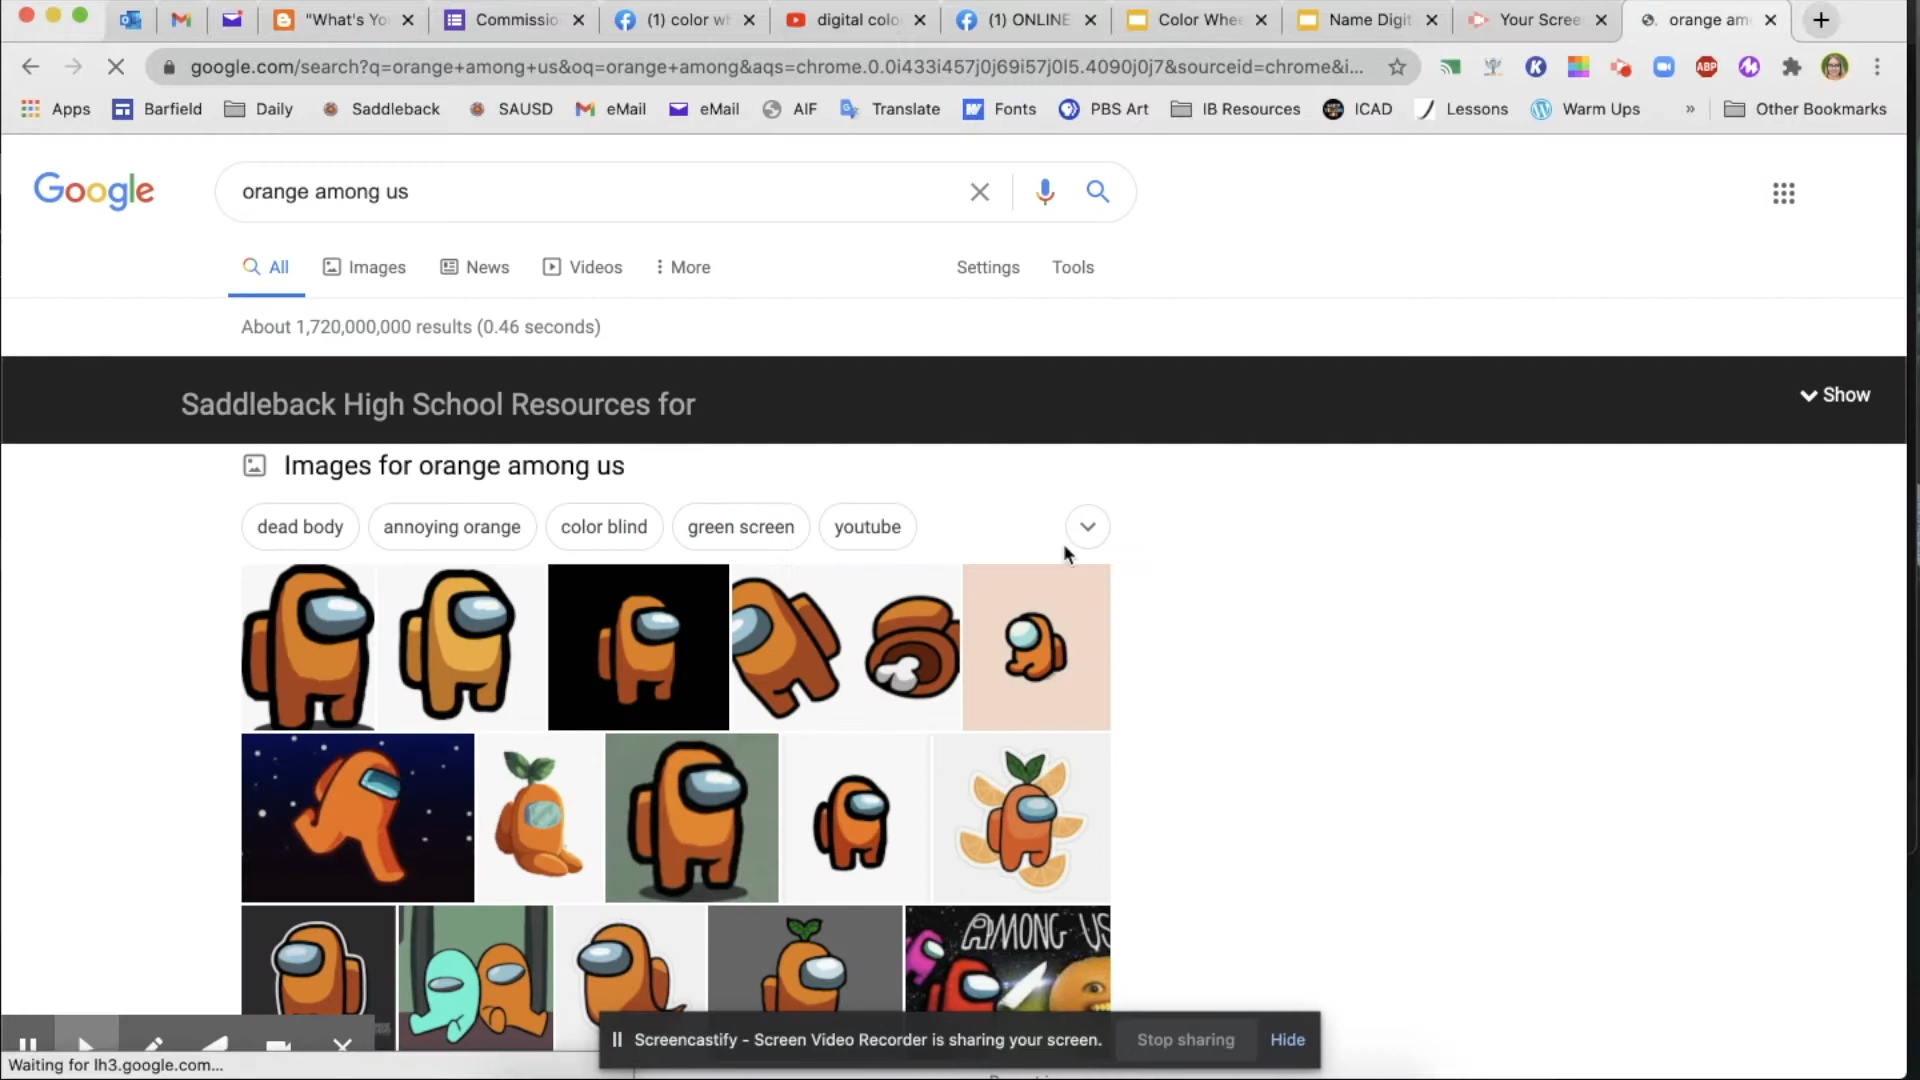 "What's Yo
Commissio
(1) color w
digital colo
(1) ONLINE
Color Whee
Name Digit
Your Scree
orange am
google.com/search?q=orange+among+us&oq=orange+among&aqs=chrome.0.0i433i457j0j69i57j0l5.4090j0j7&sourceid=chrome&i...
ABP
Apps Barfield Daily Saddleback SAUSD eMail eMail AIF Translate Fonts PBS Art IB Resources ICAD Lessons Warm Ups » Other Bookmarks
Google
orange among us
All Images News Videos More Settings Tools
About 1,720,000,000 results (0.46 seconds)
Saddleback High School Resources for
Show
Images for orange among us
dead body annoying orange color blind green screen youtube
AMONG US
Screencastify - Screen Video Recorder is sharing your screen. Stop sharing Hide
Waiting for lh3.google.com...